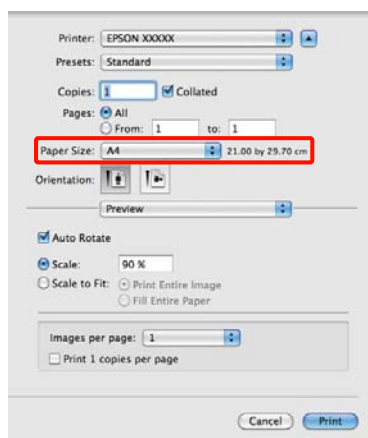 Printer: EPSON XXXXX
Presets: Standard
Copies: 1 Collated
Pages: All
From: 1 to: 1
Paper Size: A4 21.00 by 29.70 cm
Orientation:
Preview
Auto Rotate
Scale: 90 %
Scale to Fit: Print Entire Image
Fill Entire Paper
Images per page: 1
Print 1 copies per page
Cancel Print